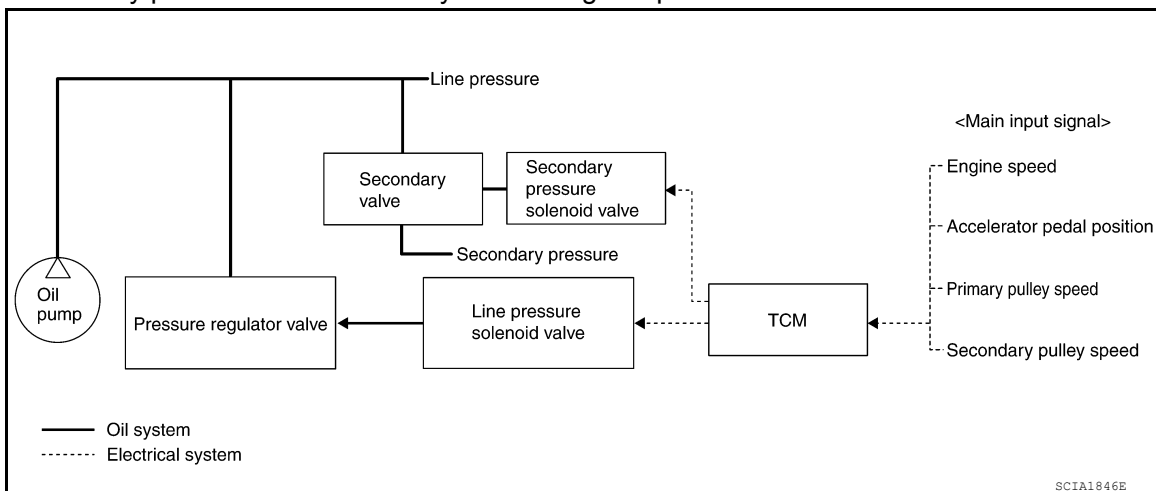 Line pressure
<Main input signal>
Secondary
valve
Secondary
pressure
solenoid valve
Engine speed
Accelerator pedal position
Secondary pressure
Oil
pump
Pressure regulator valve
Line pressure
solenoid valve
TCM
Primary pulley speed
Secondary pulley speed
Oil system
Electrical system
SCIA1846E